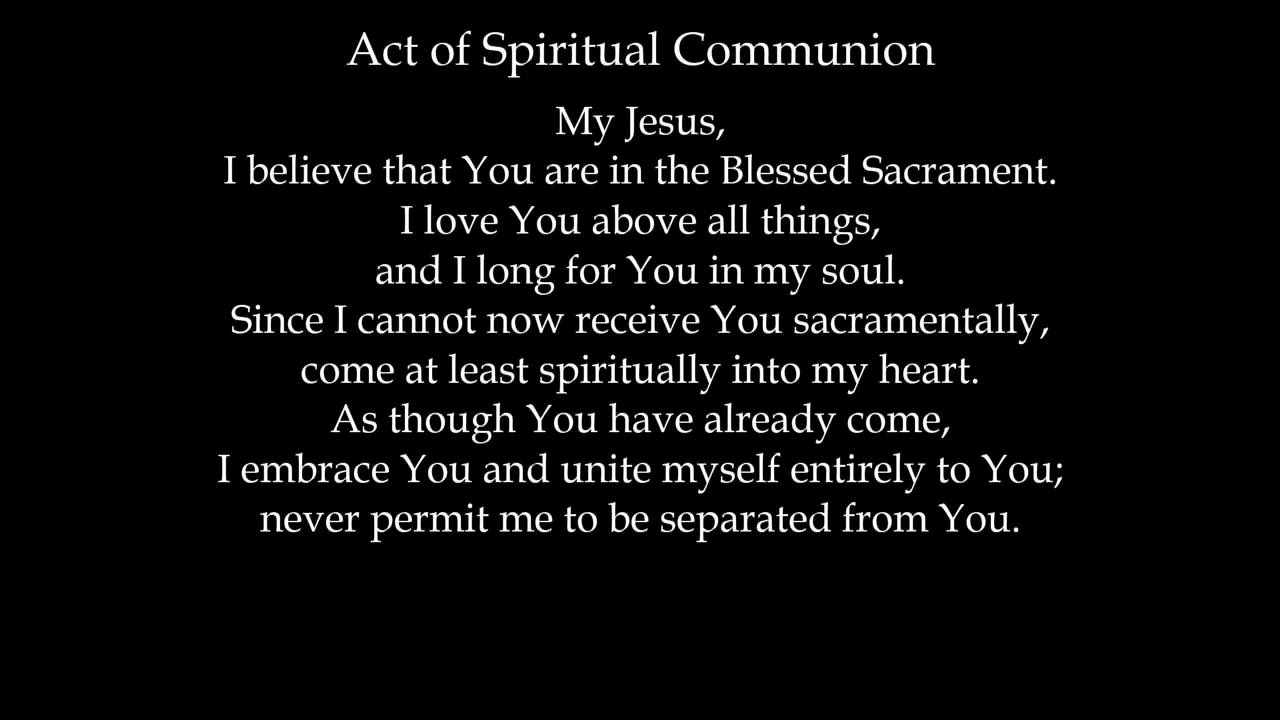 Act of Spiritual Communion
My Jesus,
I believe that You are in the Blessed Sacrament.
I love You above all things,
and I long for You in my soul.
Since I cannot now receive You sacramentally,
come at least spiritually into my heart.
As though You have already come,
I embrace You and unite myself entirely to You;
never permit me to be separated from You.